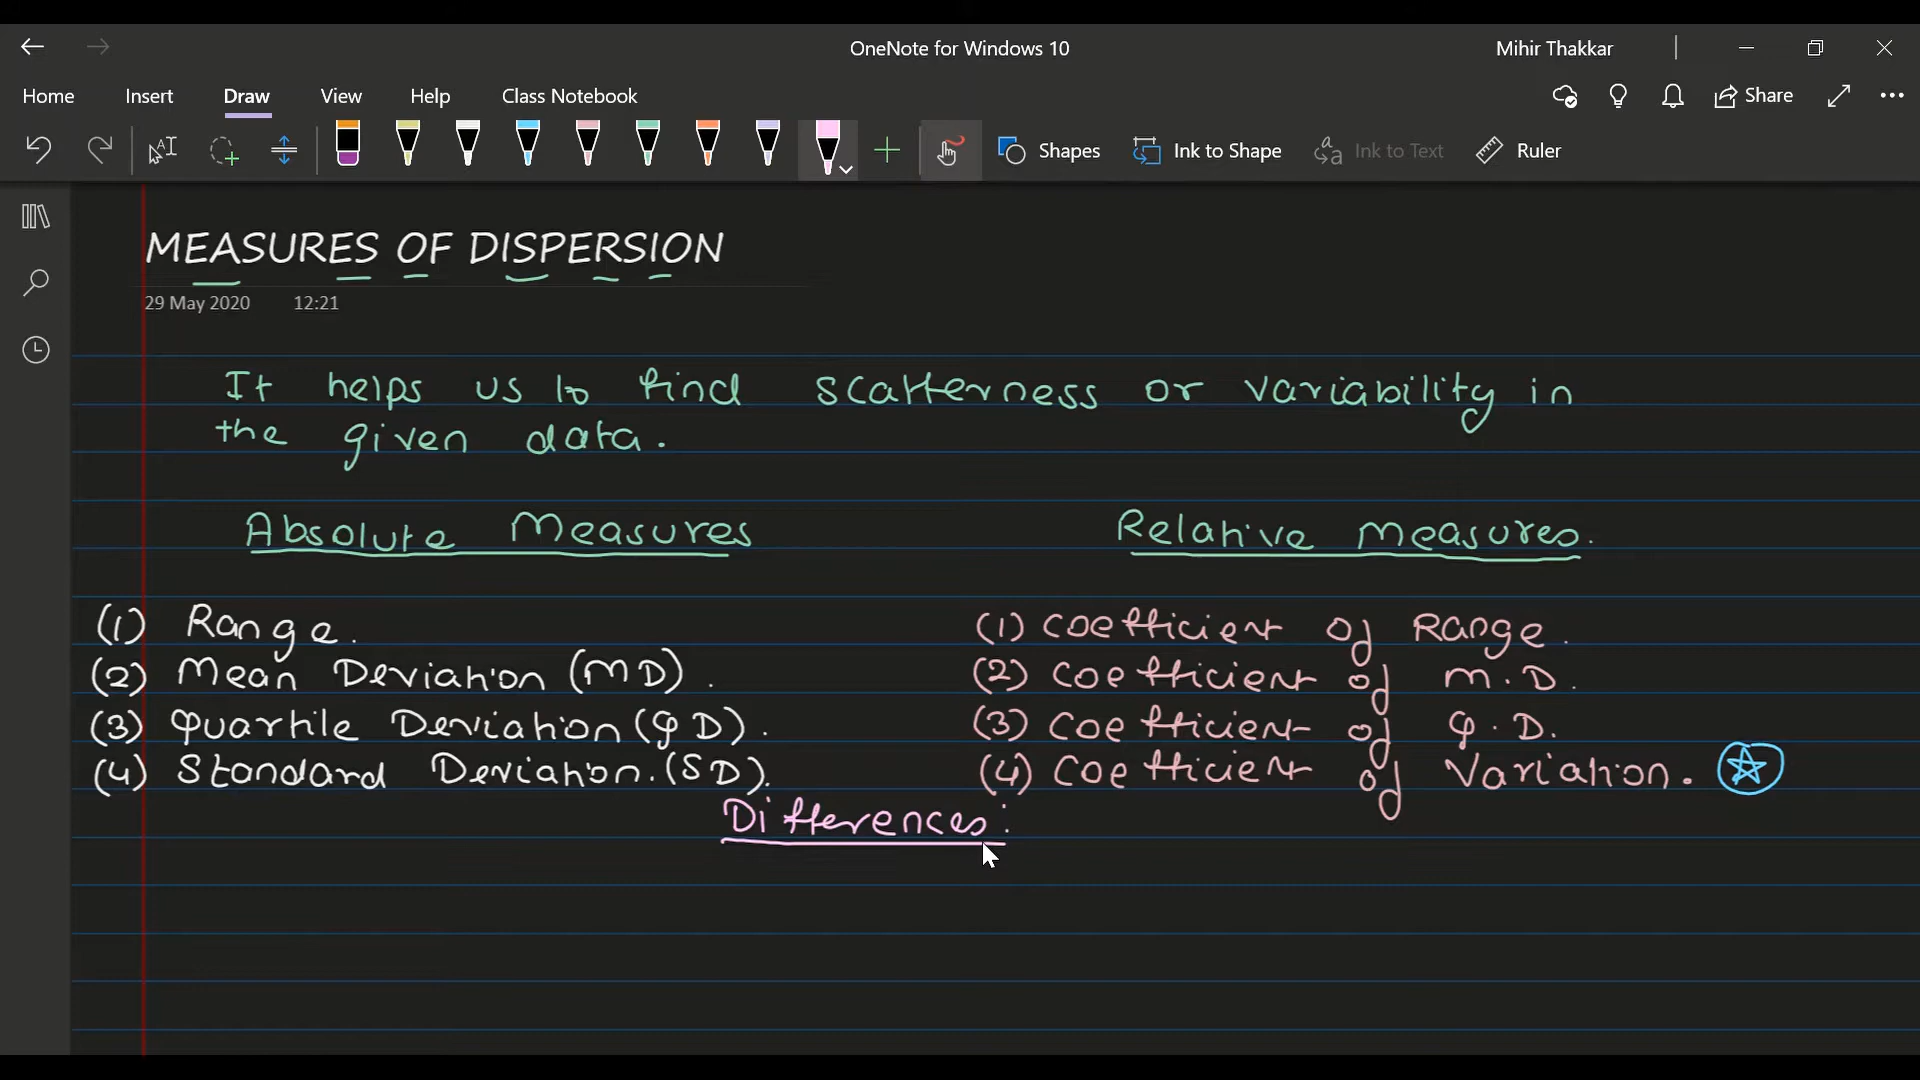 OneNote for Windows 10
Mihir Thakkar
Home Insert Draw View Help Class Notebook
Share
Shapes Ink to Shape Ink to Text Ruler
MEASURES OF DISPERSION
29 May 2020 12:21
It helps us to find scatterness or variability in
the given data.
Absolute Measures
Relative Measures.
(1) Range.
(2) Mean Deviation (MD).
(3) Quartile Deviation (QD).
(4) Standard Deviation. (SD).
(1) Coefficient of Range.
(2) Coefficient of M.D.
(3) Coefficient of Q.D.
(4) Coefficient of Variation.
Differences: